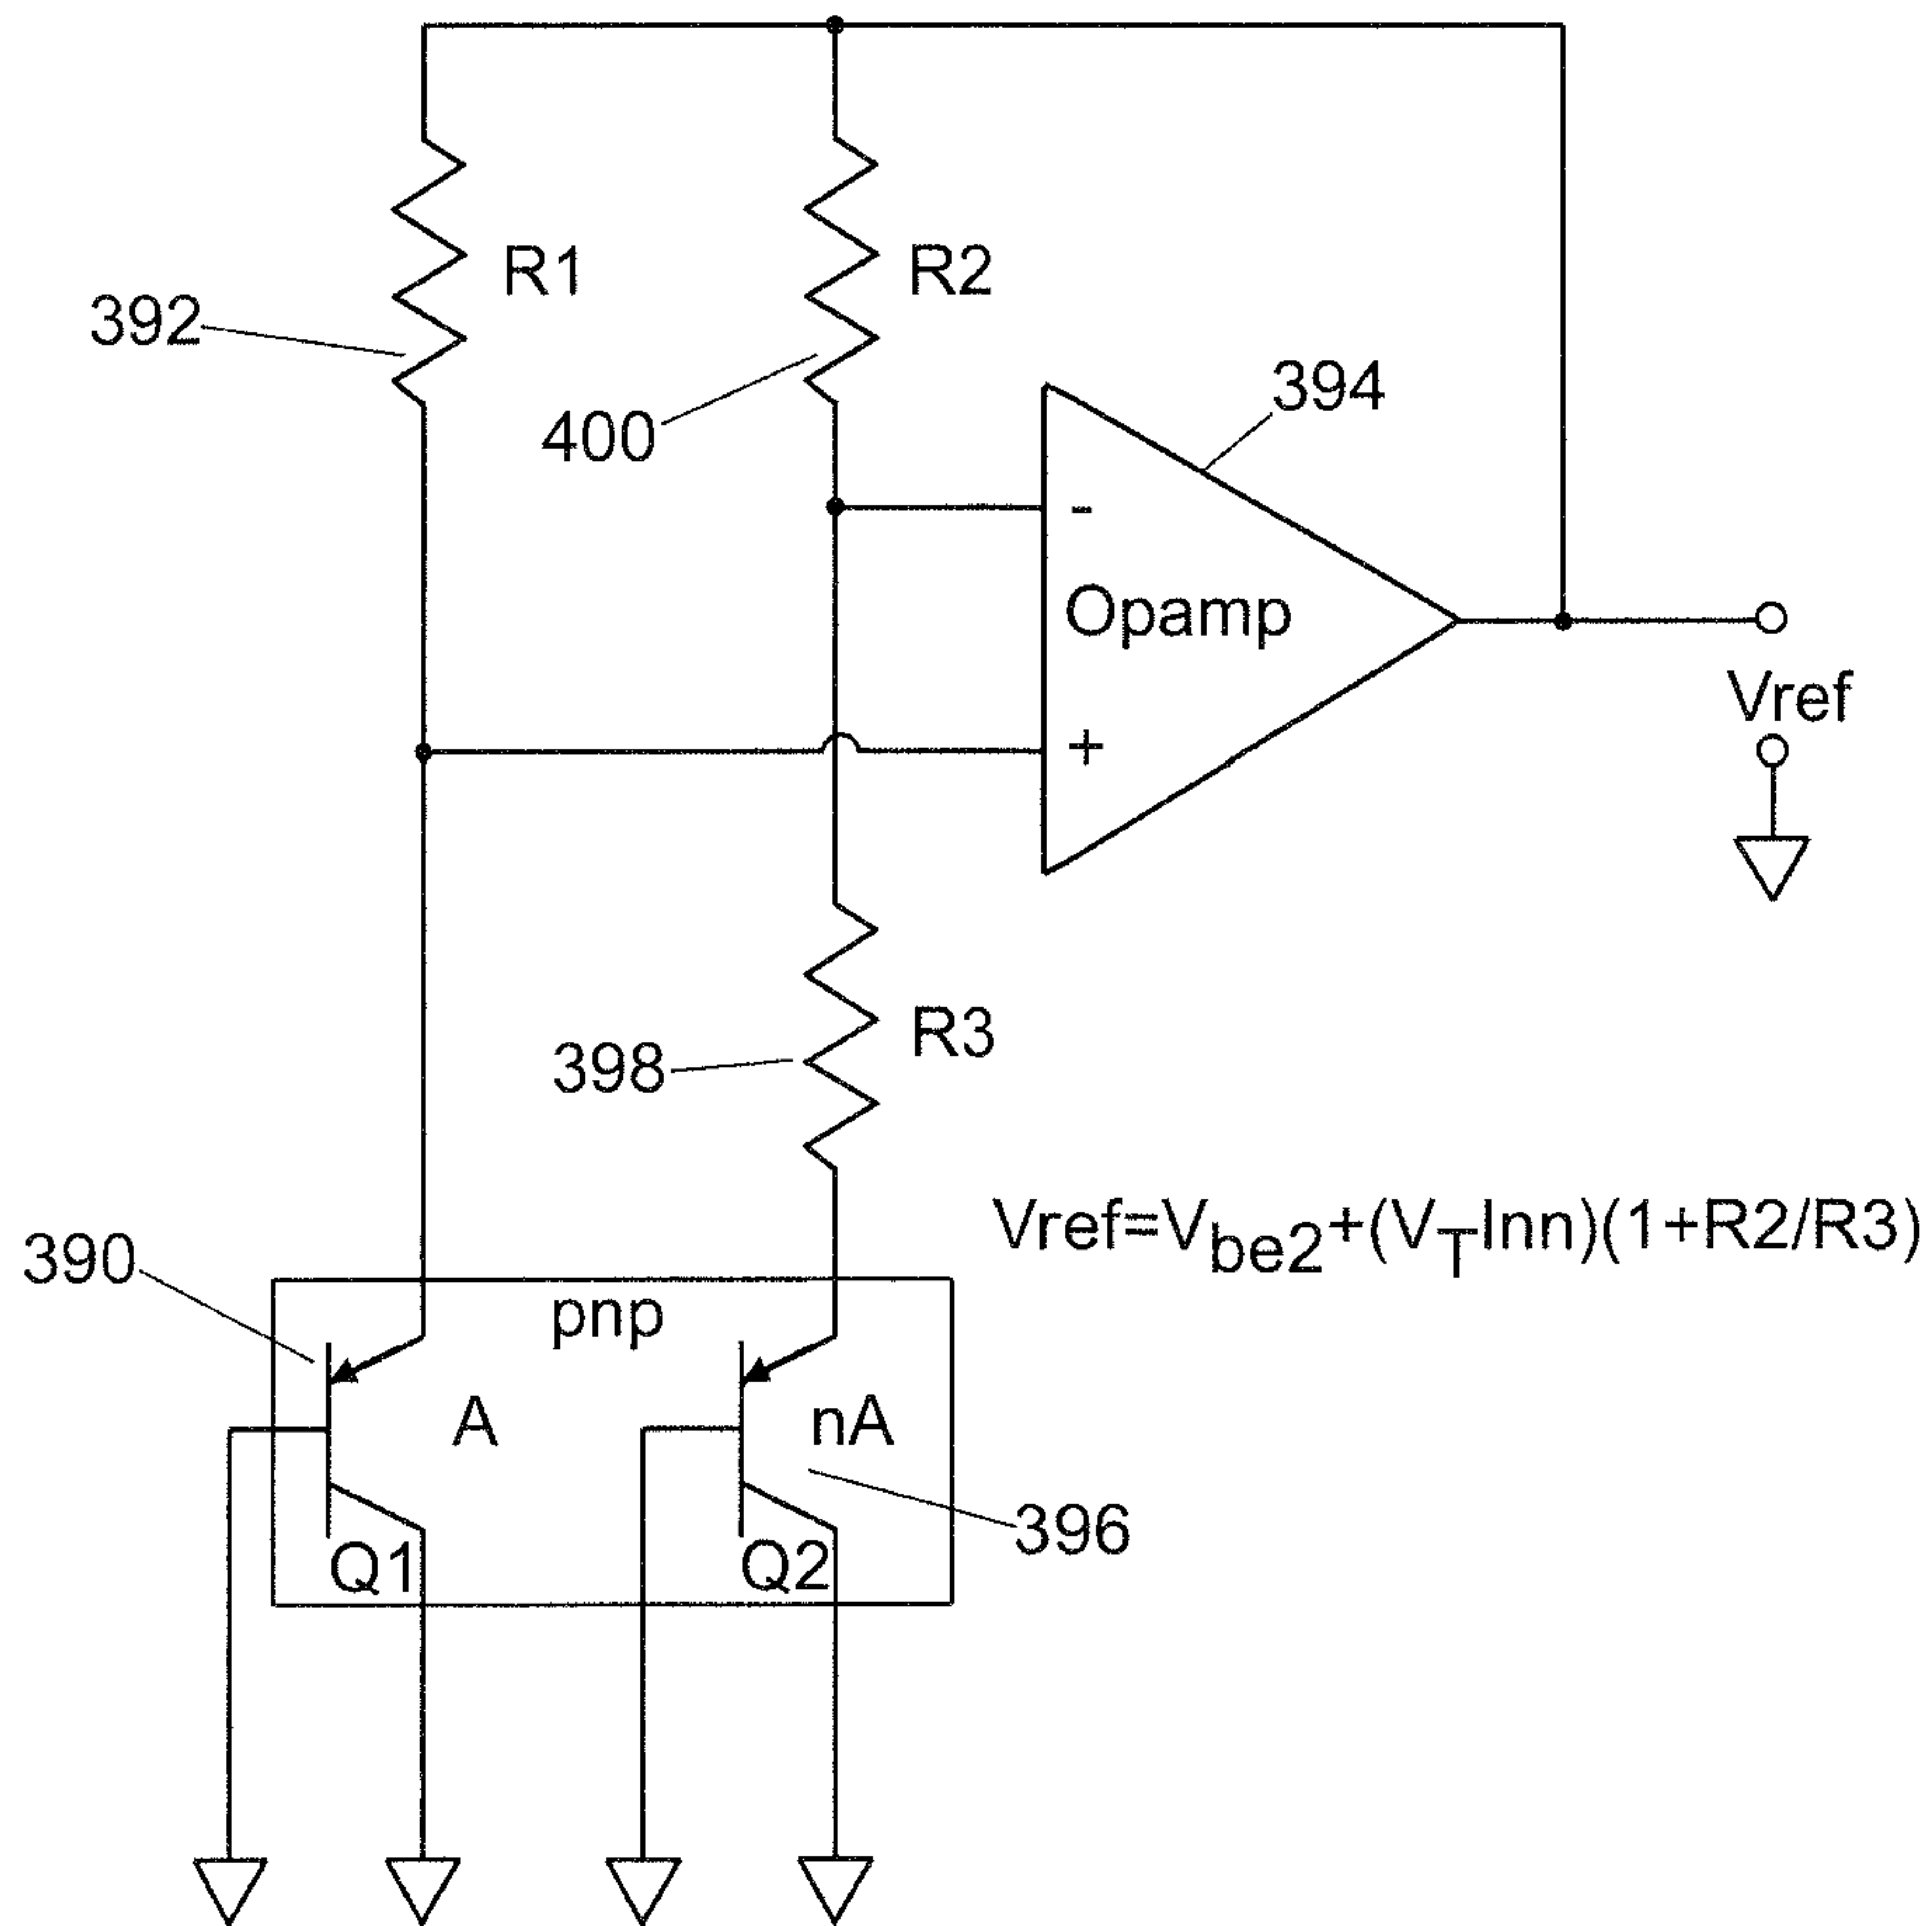 R1
R2
392
400
394
-
Opamp
+
Vref
R3
398
Vref=Vbe2+(VTlnn)(1+R2/R3)
390
pnp
A
nA
396
Q1
Q2